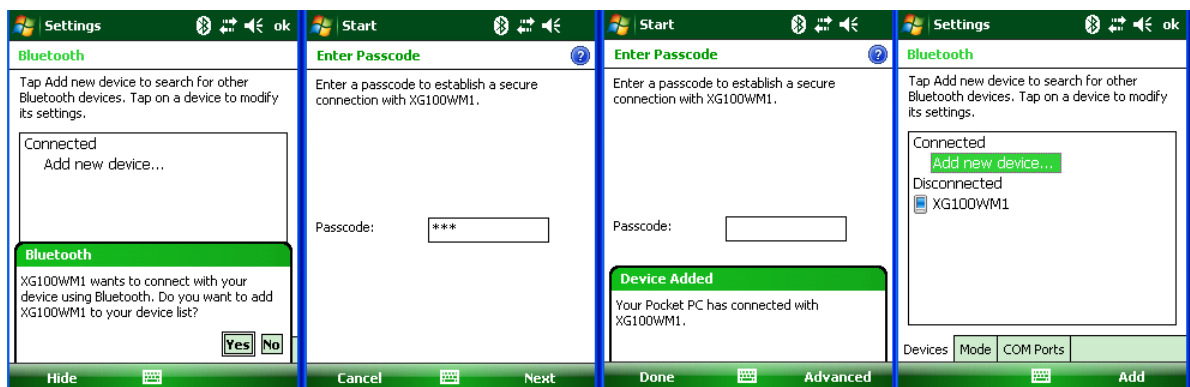 Settings
ok
Bluetooth
Tap Add new device to search for other
Bluetooth devices. Tap on a device to modify
its settings.
Connected
Add new device...
Bluetooth
XG100WM1 wants to connect with your
device using Bluetooth. Do you want to add
XG100WM1 to your device list?
Yes No
Hide
Start
Enter Passcode
?
Enter a passcode to establish a secure
connection with XG100WM1.
Passcode: ***
Cancel Next
Start
Enter Passcode
?
Enter a passcode to establish a secure
connection with XG100WM1.
Passcode:
Device Added
Your Pocket PC has connected with
XG100WM1.
Done Advanced
Settings
ok
Bluetooth
Tap Add new device to search for other
Bluetooth devices. Tap on a device to modify
its settings.
Connected
Add new device...
Disconnected
XG100WM1
Devices Mode COM Ports
Add